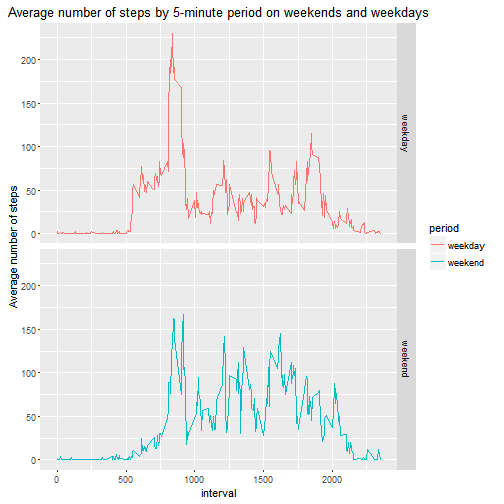 Average number of steps by 5-minute period on weekends and weekdays
200
150
100
50
0
weekday
200
150
100
50
0
weekend
Average number of steps
0
500
1000
1500
2000
interval
period
weekday
weekend